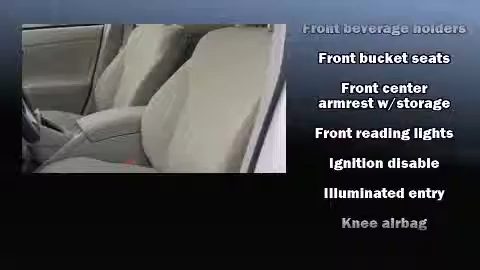 Front beverage holders
Front bucket seats
Front center
armrest w/storage
Front reading lights
Ignition disable
Illuminated entry
Knee airbag